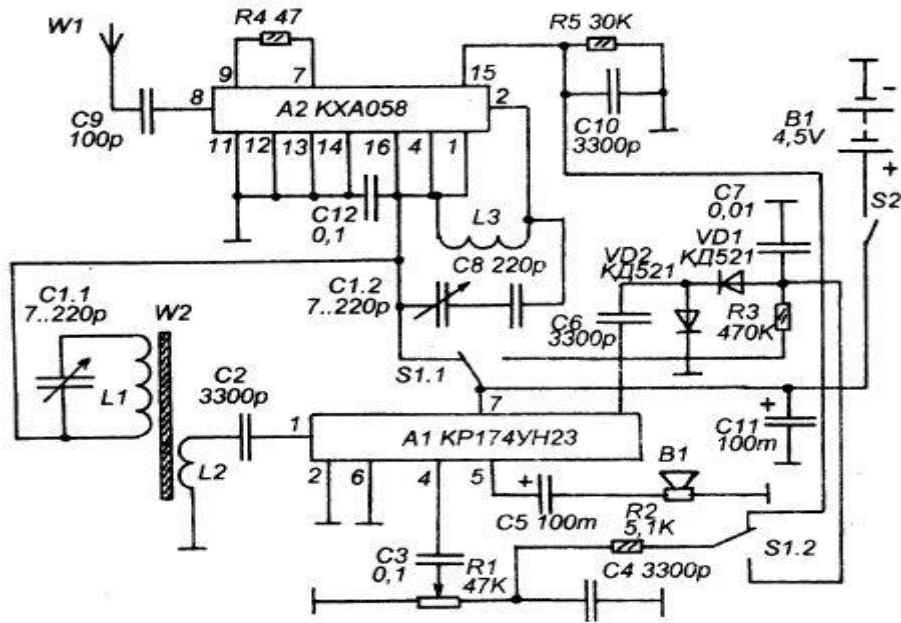 W1
R4 47
9
7
8
C9
100p
A2 КХА058
15
2
11
12
13
14
16
4
1
R5 30K
C10
3300p
B1
4,5V
-
+
S2
C12
0,1
L3
C8 220p
C7
0,01
VD1
КД521
VD2
КД521
C1.1
7..220p
W2
C1.2
7..220p
C6
3300p
R3
470K
L1
C2
3300p
S1.1
7
L2
1
A1 КР174УН23
2
6
4
5
B1
+
C11
100m
+
C5 100m
R2
5,1K
S1.2
C3
0,1
R1
47K
C4 3300p